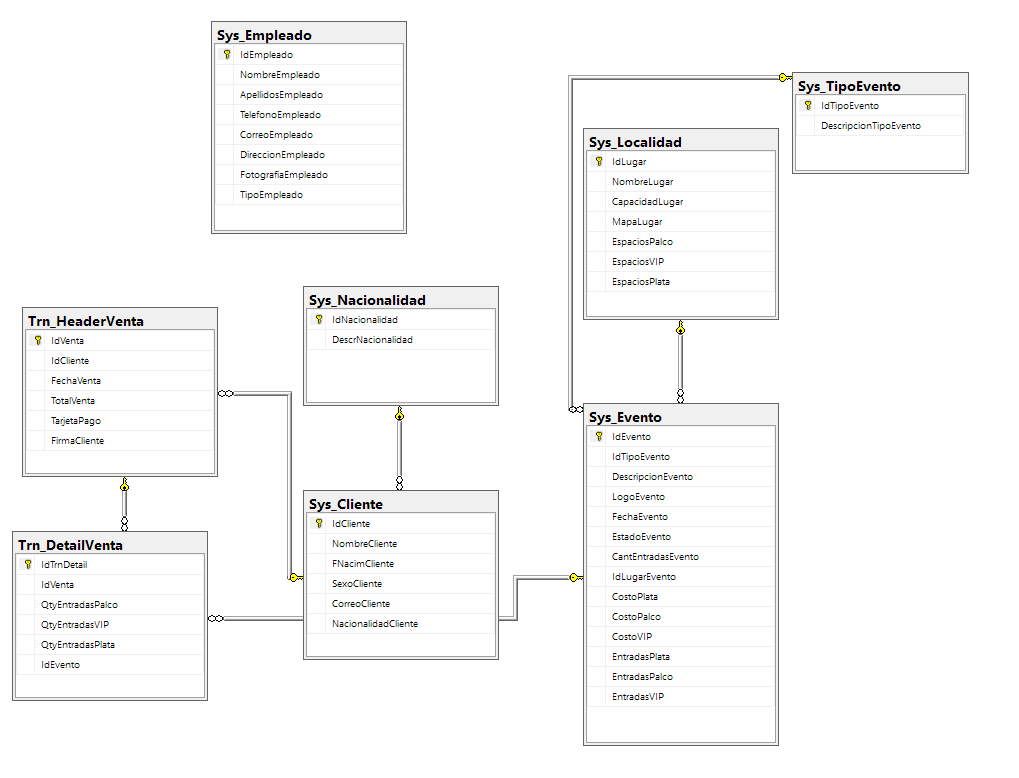 Sys_Empleado
IdEmpleado
NombreEmpleado
ApellidosEmpleado
TelefonoEmpleado
CorreoEmpleado
DireccionEmpleado
FotografiaEmpleado
TipoEmpleado
Sys_TipoEvento
IdTipoEvento
DescripcionTipoEvento
Sys_Localidad
IdLugar
NombreLugar
CapacidadLugar
MapaLugar
EspaciosPalco
EspaciosVIP
EspaciosPlata
Sys_Nacionalidad
IdNacionalidad
DescrNacionalidad
Trn_HeaderVenta
IdVenta
IdCliente
FechaVenta
TotalVenta
TarjetaPago
FirmaCliente
Sys_Evento
IdEvento
IdTipoEvento
DescripcionEvento
LogoEvento
FechaEvento
EstadoEvento
CantEntradasEvento
IdLugarEvento
CostoPlata
CostoPalco
CostoVIP
EntradasPlata
EntradasPalco
EntradasVIP
Sys_Cliente
IdCliente
NombreCliente
FNacimCliente
SexoCliente
CorreoCliente
NacionalidadCliente
Trn_DetailVenta
IdTrnDetail
IdVenta
QtyEntradasPalco
QtyEntradasVIP
QtyEntradasPlata
IdEvento